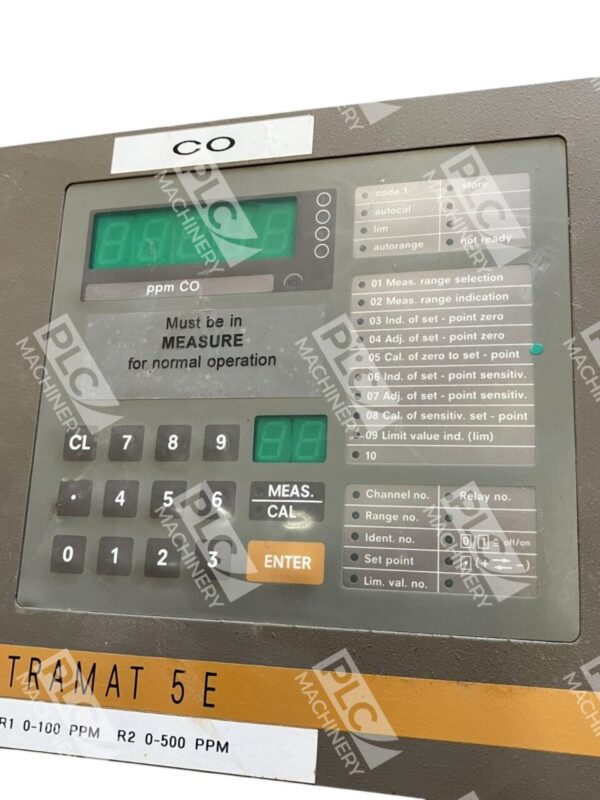 CO
ppm CO
Must be in
MEASURE
for normal operation
code 1
store
autocal
lim
autorange
not ready
01 Meas. range selection
02 Meas. range indication
03 Ind. of set - point zero
04 Adj. of set - point zero
05 Cal. of zero to set - point
06 Ind. of set - point sensitiv.
07 Adj. of set - point sensitiv.
08 Cal. of sensitiv. set - point
09 Limit value ind. (lim)
10
CL 7 8 9
. 4 5 6 MEAS.
CAL
0 1 2 3 ENTER
Channel no. Relay no.
Range no.
Ident. no. 0/1 ≙ off/on
Set point
Lim. val. no.
TRAMAT 5 E
R1 0-100 PPM R2 0-500 PPM
PLC
MACHINERY